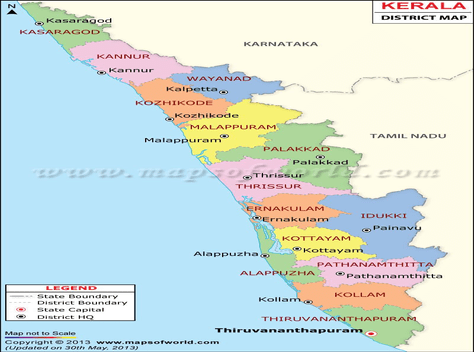 KERALA
DISTRICT MAP
N
Kasaragod
KASARAGOD
KARNATAKA
KANNUR
Kannur
WAYANAD
Kalpetta
KOZHIKODE
Kozhikode
MALAPPURAM
Malappuram
TAMIL NADU
PALAKKAD
Palakkad
www.mapsofworld.com
Thrissur
THRISSUR
ERNAKULAM
Ernakulam
IDUKKI
Painavu
KOTTAYAM
Kottayam
Alappuzha
ALAPPUZHA
PATHANAMTHITTA
Pathanamthitta
KOLLAM
Kollam
THIRUVANANTHAPURAM
Thiruvananthapuram
LEGEND
State Boundary
District Boundary
State Capital
District HQ
Map not to Scale
Copyright © 2013 www.mapsofworld.com
(Updated on 30th May, 2013)